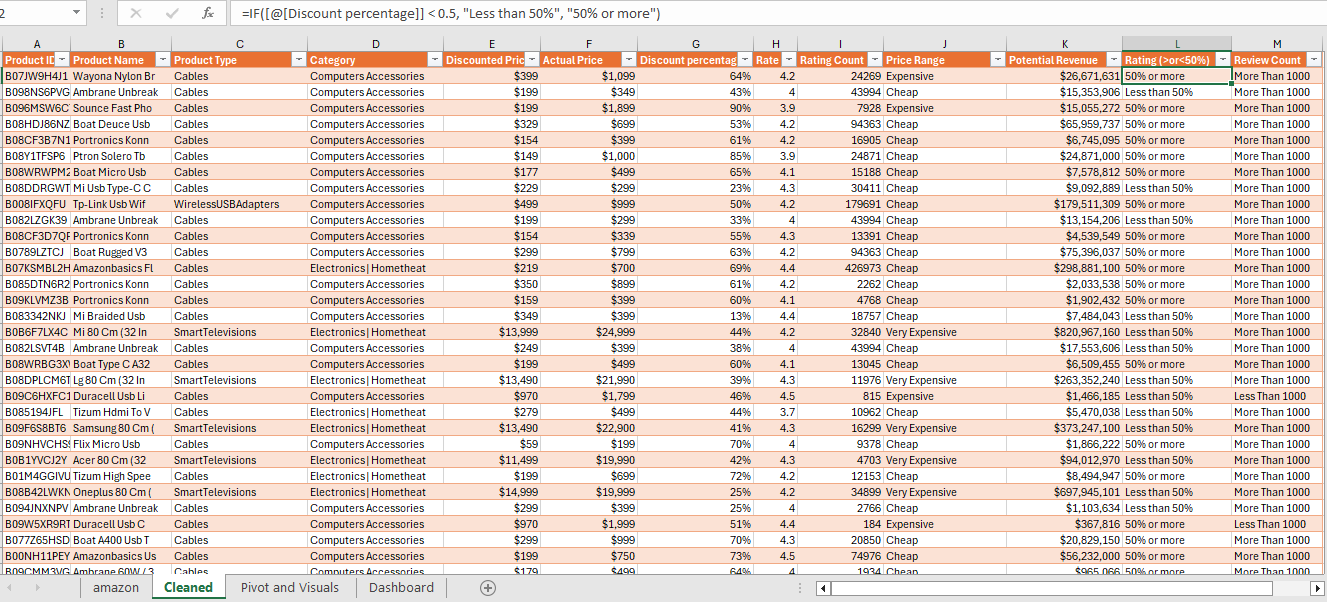 2 =IF([@[Discount percentage]] < 0.5, "Less than 50%", "50% or more")
A B C D E F G H I J K L M
Product ID Product Name Product Type Category Discounted Pric Actual Price Discount percentag Rate Rating Count Price Range Potential Revenue Rating (>or<50%) Review Count
B07JW9H4J1 Wayona Nylon Br Cables Computers Accessories $399 $1,099 64% 4.2 24269 Expensive $26,671,631 50% or more More Than 1000
B098NS6PVG Ambrane Unbreak Cables Computers Accessories $199 $349 43% 4 43994 Cheap $15,353,906 Less than 50% More Than 1000
B096MSW6C Sounce Fast Pho Cables Computers Accessories $199 $1,899 90% 3.9 7928 Expensive $15,055,272 50% or more More Than 1000
B08HDJ86NZ Boat Deuce Usb Cables Computers Accessories $329 $699 53% 4.2 94363 Cheap $65,959,737 50% or more More Than 1000
B08CF3B7N1 Portronics Konn Cables Computers Accessories $154 $399 61% 4.2 16905 Cheap $6,745,095 50% or more More Than 1000
B08Y1TFSP6 Ptron Solero Tb Cables Computers Accessories $149 $1,000 85% 3.9 24871 Cheap $24,871,000 50% or more More Than 1000
B08WRWPM2 Boat Micro Usb Cables Computers Accessories $177 $499 65% 4.1 15188 Cheap $7,578,812 50% or more More Than 1000
B08DDRGWT Mi Usb Type-C C Cables Computers Accessories $229 $299 23% 4.3 30411 Cheap $9,092,889 Less than 50% More Than 1000
B008IFXQFU Tp-Link Usb Wif WirelessUSBAdapters Computers Accessories $499 $999 50% 4.2 179691 Cheap $179,511,309 50% or more More Than 1000
B082LZGK39 Ambrane Unbreak Cables Computers Accessories $199 $299 33% 4 43994 Cheap $13,154,206 Less than 50% More Than 1000
B08CF3D7QR Portronics Konn Cables Computers Accessories $154 $339 55% 4.3 13391 Cheap $4,539,549 50% or more More Than 1000
B0789LZTCJ Boat Rugged V3 Cables Computers Accessories $299 $799 63% 4.2 94363 Cheap $75,396,037 50% or more More Than 1000
B07KSMBL2H Amazonbasics Fl Cables Electronics| Hometheat $219 $700 69% 4.4 426973 Cheap $298,881,100 50% or more More Than 1000
B085DTN6R2 Portronics Konn Cables Computers Accessories $350 $899 61% 4.2 2262 Cheap $2,033,538 50% or more More Than 1000
B09KLVMZ3B Portronics Konn Cables Computers Accessories $159 $399 60% 4.1 4768 Cheap $1,902,432 50% or more More Than 1000
B083342NKJ Mi Braided Usb Cables Computers Accessories $349 $399 13% 4.4 18757 Cheap $7,484,043 Less than 50% More Than 1000
B0B6F7LX4C Mi 80 Cm (32 In SmartTelevisions Electronics| Hometheat $13,999 $24,999 44% 4.2 32840 Very Expensive $820,967,160 Less than 50% More Than 1000
B082LSVT4B Ambrane Unbreak Cables Computers Accessories $249 $399 38% 4 43994 Cheap $17,553,606 Less than 50% More Than 1000
B08WRBG3X Boat Type C A32 Cables Computers Accessories $199 $499 60% 4.1 13045 Cheap $6,509,455 50% or more More Than 1000
B08DPLCM6T Lg 80 Cm (32 In SmartTelevisions Electronics| Hometheat $13,490 $21,990 39% 4.3 11976 Very Expensive $263,352,240 Less than 50% More Than 1000
B09C6HXFC1 Duracell Usb Li Cables Computers Accessories $970 $1,799 46% 4.5 815 Expensive $1,466,185 Less than 50% Less Than 1000
B085194JFL Tizum Hdmi To V Cables Electronics| Hometheat $279 $499 44% 3.7 10962 Cheap $5,470,038 Less than 50% More Than 1000
B09F6S8BT6 Samsung 80 Cm ( SmartTelevisions Electronics| Hometheat $13,490 $22,900 41% 4.3 16299 Very Expensive $373,247,100 Less than 50% More Than 1000
B09NHVCHS Flix Micro Usb Cables Computers Accessories $59 $199 70% 4 9378 Cheap $1,866,222 50% or more More Than 1000
B0B1YVCJ2Y Acer 80 Cm (32 SmartTelevisions Electronics| Hometheat $11,499 $19,990 42% 4.3 4703 Very Expensive $94,012,970 Less than 50% More Than 1000
B01M4GGIVU Tizum High Spee Cables Electronics| Hometheat $199 $699 72% 4.2 12153 Cheap $8,494,947 50% or more More Than 1000
B08B42LWKN Oneplus 80 Cm ( SmartTelevisions Electronics| Hometheat $14,999 $19,999 25% 4.2 34899 Very Expensive $697,945,101 Less than 50% More Than 1000
B094JNXNPV Ambrane Unbreak Cables Computers Accessories $299 $399 25% 4 2766 Cheap $1,103,634 Less than 50% More Than 1000
B09W5XR9RT Duracell Usb C Cables Computers Accessories $970 $1,999 51% 4.4 184 Expensive $367,816 50% or more Less Than 1000
B077Z65HSD Boat A400 Usb T Cables Computers Accessories $299 $999 70% 4.3 20850 Cheap $20,829,150 50% or more More Than 1000
B00NH11PEY Amazonbasics Us Cables Computers Accessories $199 $750 73% 4.5 74976 Cheap $56,232,000 50% or more More Than 1000
B09CMM3VG Ambrane 60W / 3 Cables Computers Accessories $179 $499 64% 4 1934 Cheap $965,066 50% or more More Than 1000
amazon Cleaned Pivot and Visuals Dashboard